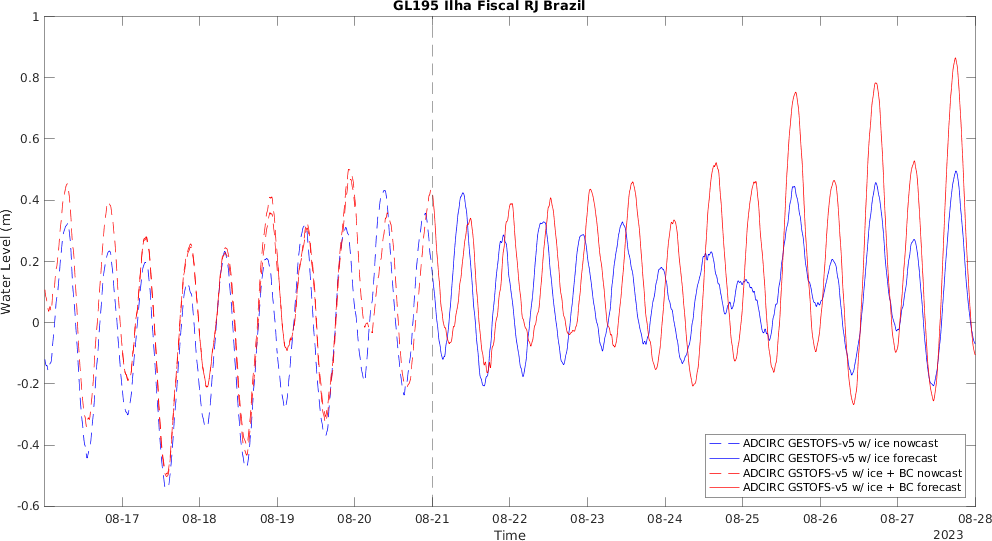 GL195 Ilha Fiscal RJ Brazil
1
0.8
0.6
0.4
0.2
0
-0.2
-0.4
-0.6
Water Level (m)
08-17 08-18 08-19 08-20 08-21 08-22 08-23 08-24 08-25 08-26 08-27 08-28
Time
2023
ADCIRC GESTOFS-v5 w/ ice nowcast
ADCIRC GESTOFS-v5 w/ ice forecast
ADCIRC GSTOFS-v5 w/ ice + BC nowcast
ADCIRC GSTOFS-v5 w/ ice + BC forecast